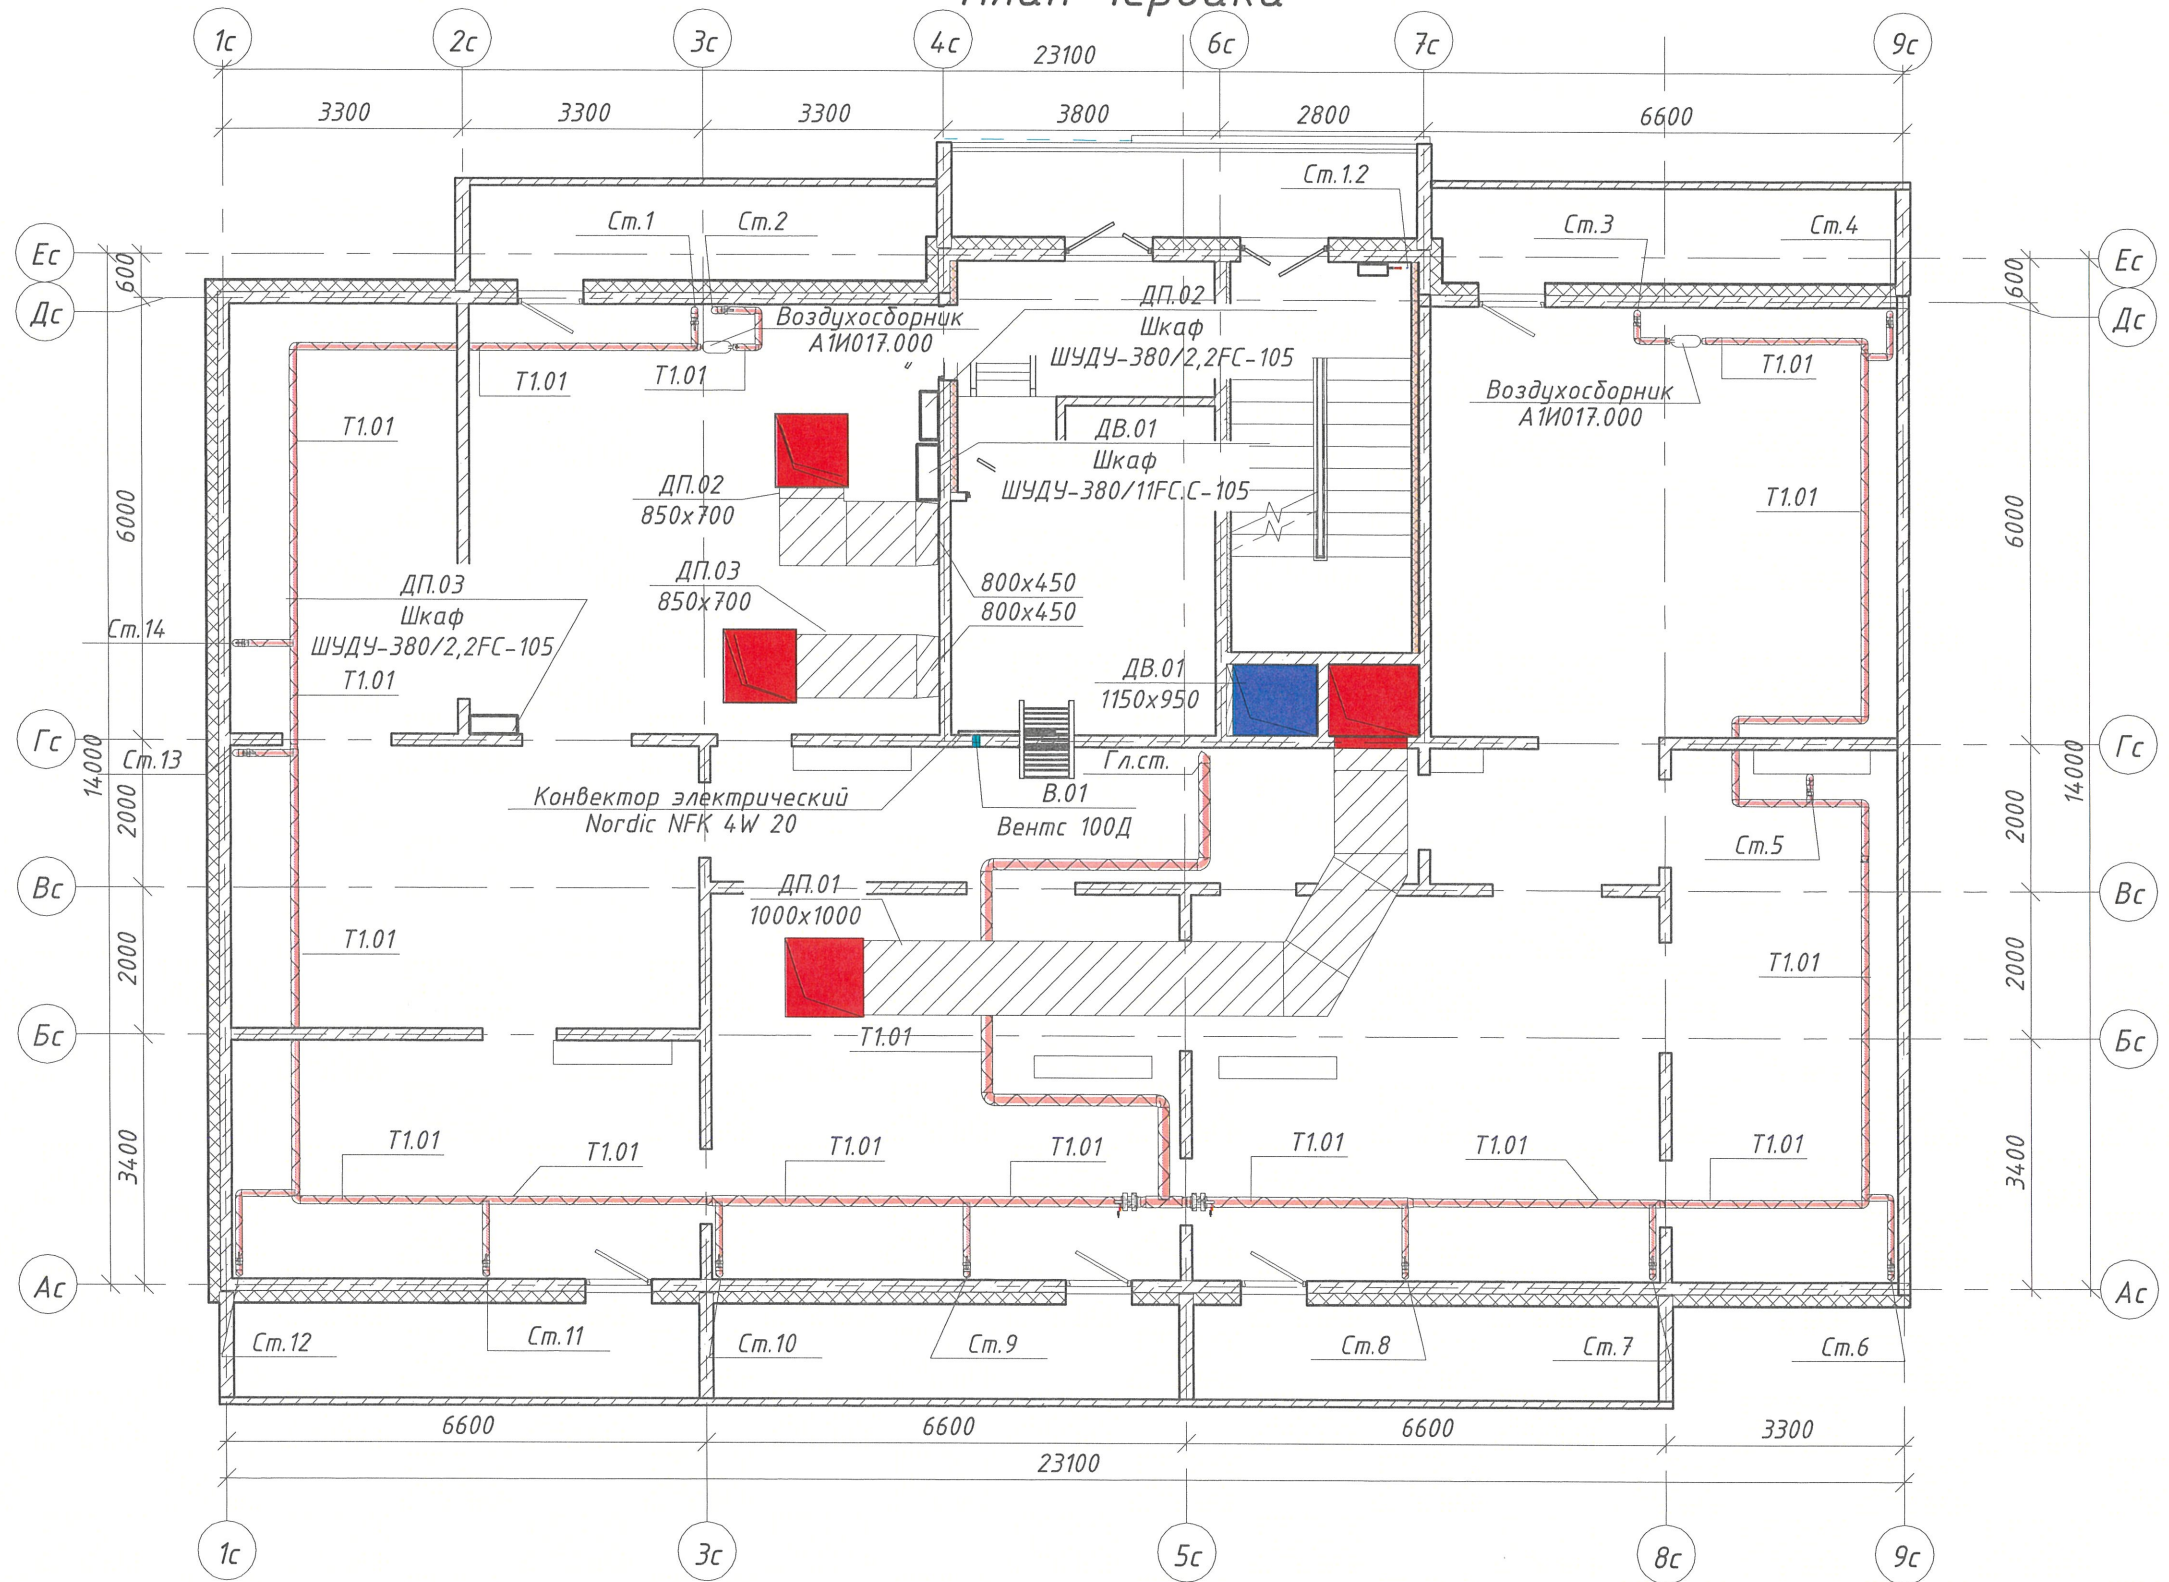 План чердака
1с 2с 3с 4с 6с 7с 9с
23100
3300 3300 3300 3800 2800 6600
Ст.1.2
Ст.1 Ст.2 Ст.3 Ст.4
Ес Ес
600 600
Дс Дс
ДП.02
Шкаф
ШУДУ-380/2,2FC-105
Воздухосборник
А1И017.000
Т1.01 Т1.01 Т1.01
Воздухосборник
А1И017.000
Т1.01
ДВ.01
Шкаф
ШУДУ-380/11FC.C-105
ДП.02
850х700
Т1.01
6000 6000
ДП.03
850х700
800х450
800х450
ДП.03
Шкаф
ШУДУ-380/2,2FC-105
Ст.14
Т1.01
ДВ.01
1150х950
Гс Гс
14000 14000
Ст.13
Гл.ст.
Конвектор электрический
Nordic NFK 4W 20
В.01
Вентс 100Д
2000 2000
Ст.5
Вс Вс
ДП.01
1000х1000
Т1.01 Т1.01
2000 2000
Бс Бс
Т1.01
3400 3400
Т1.01 Т1.01 Т1.01 Т1.01 Т1.01 Т1.01 Т1.01
Ас Ас
Ст.12 Ст.11 Ст.10 Ст.9 Ст.8 Ст.7 Ст.6
6600 6600 6600 3300
23100
1с 3с 5с 8с 9с